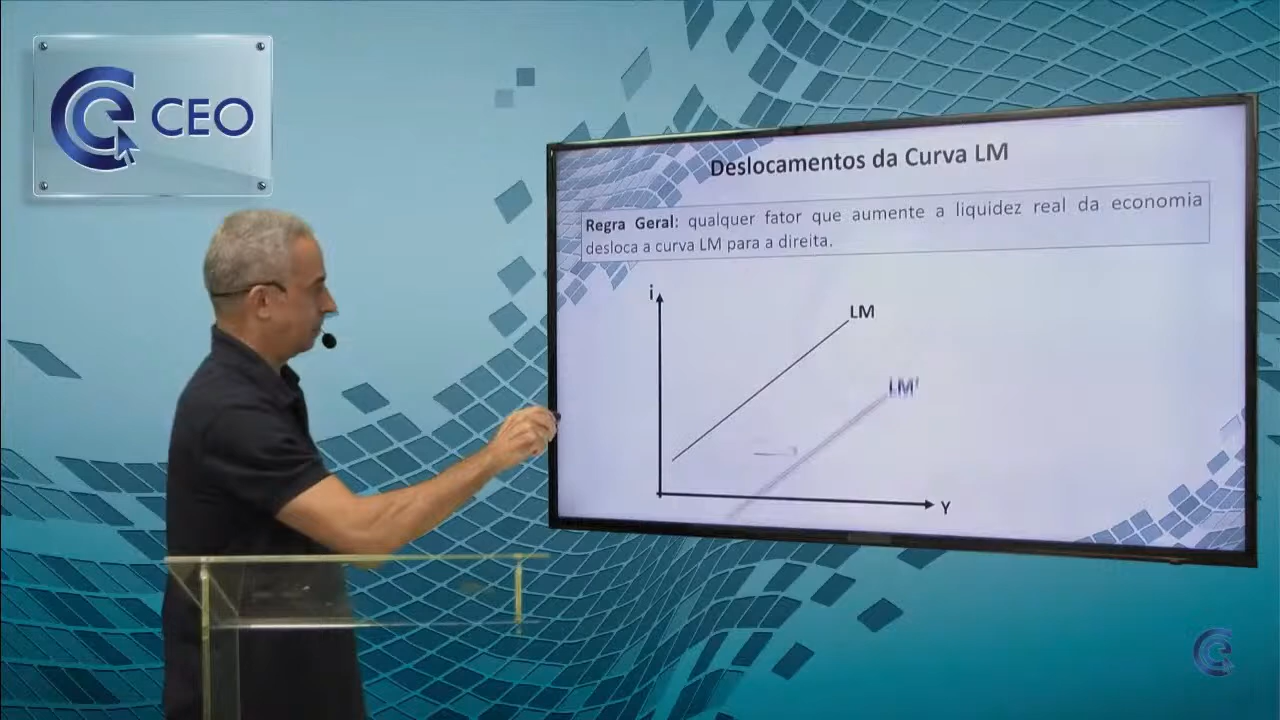 CEO
Deslocamentos da Curva LM
Regra Geral: qualquer fator que aumente a liquidez real da economia
desloca a curva LM para a direita.
i
LM
LM'
Y